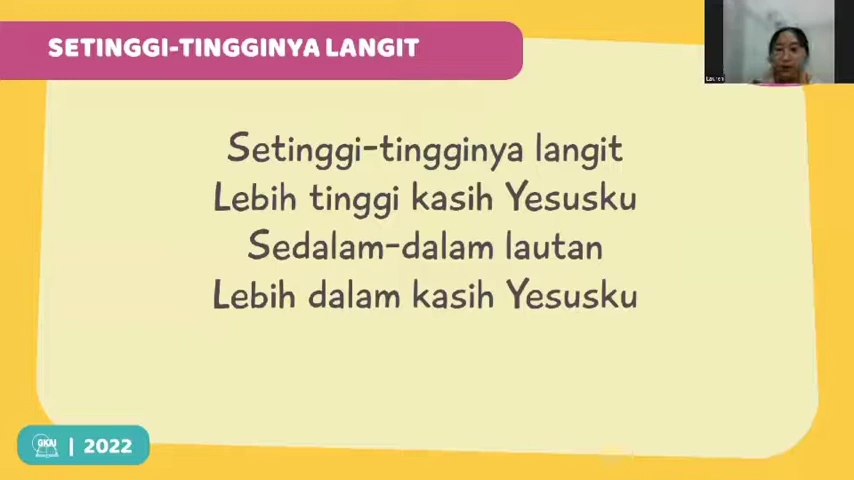 SETINGGI-TINGGINYA LANGIT
Setinggi-tingginya langit
Lebih tinggi kasih Yesusku
Sedalam-dalam lautan
Lebih dalam kasih Yesusku
GKAI | 2022